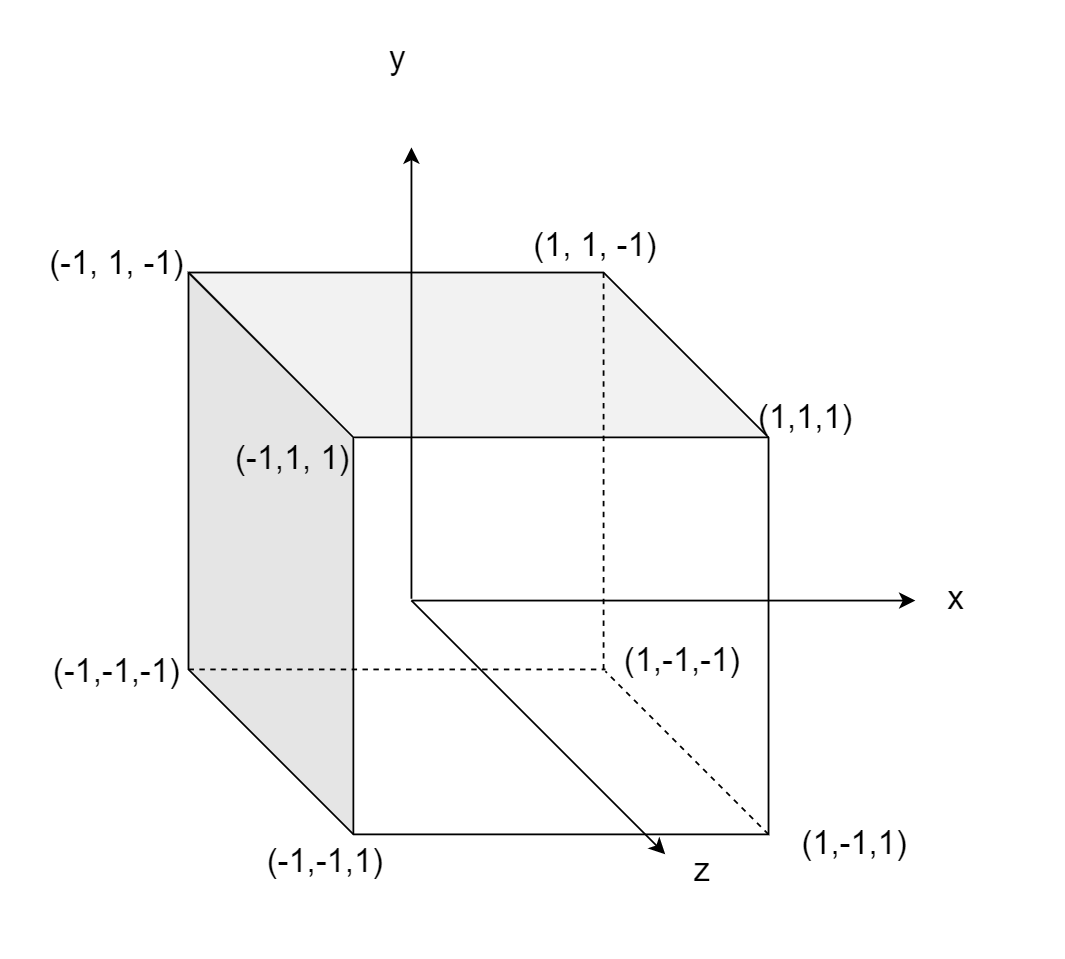 y
(1, 1, -1)
(-1, 1, -1)
(1,1,1)
(-1,1, 1)
x
(1,-1,-1)
(-1,-1,-1)
(1,-1,1)
(-1,-1,1)
z